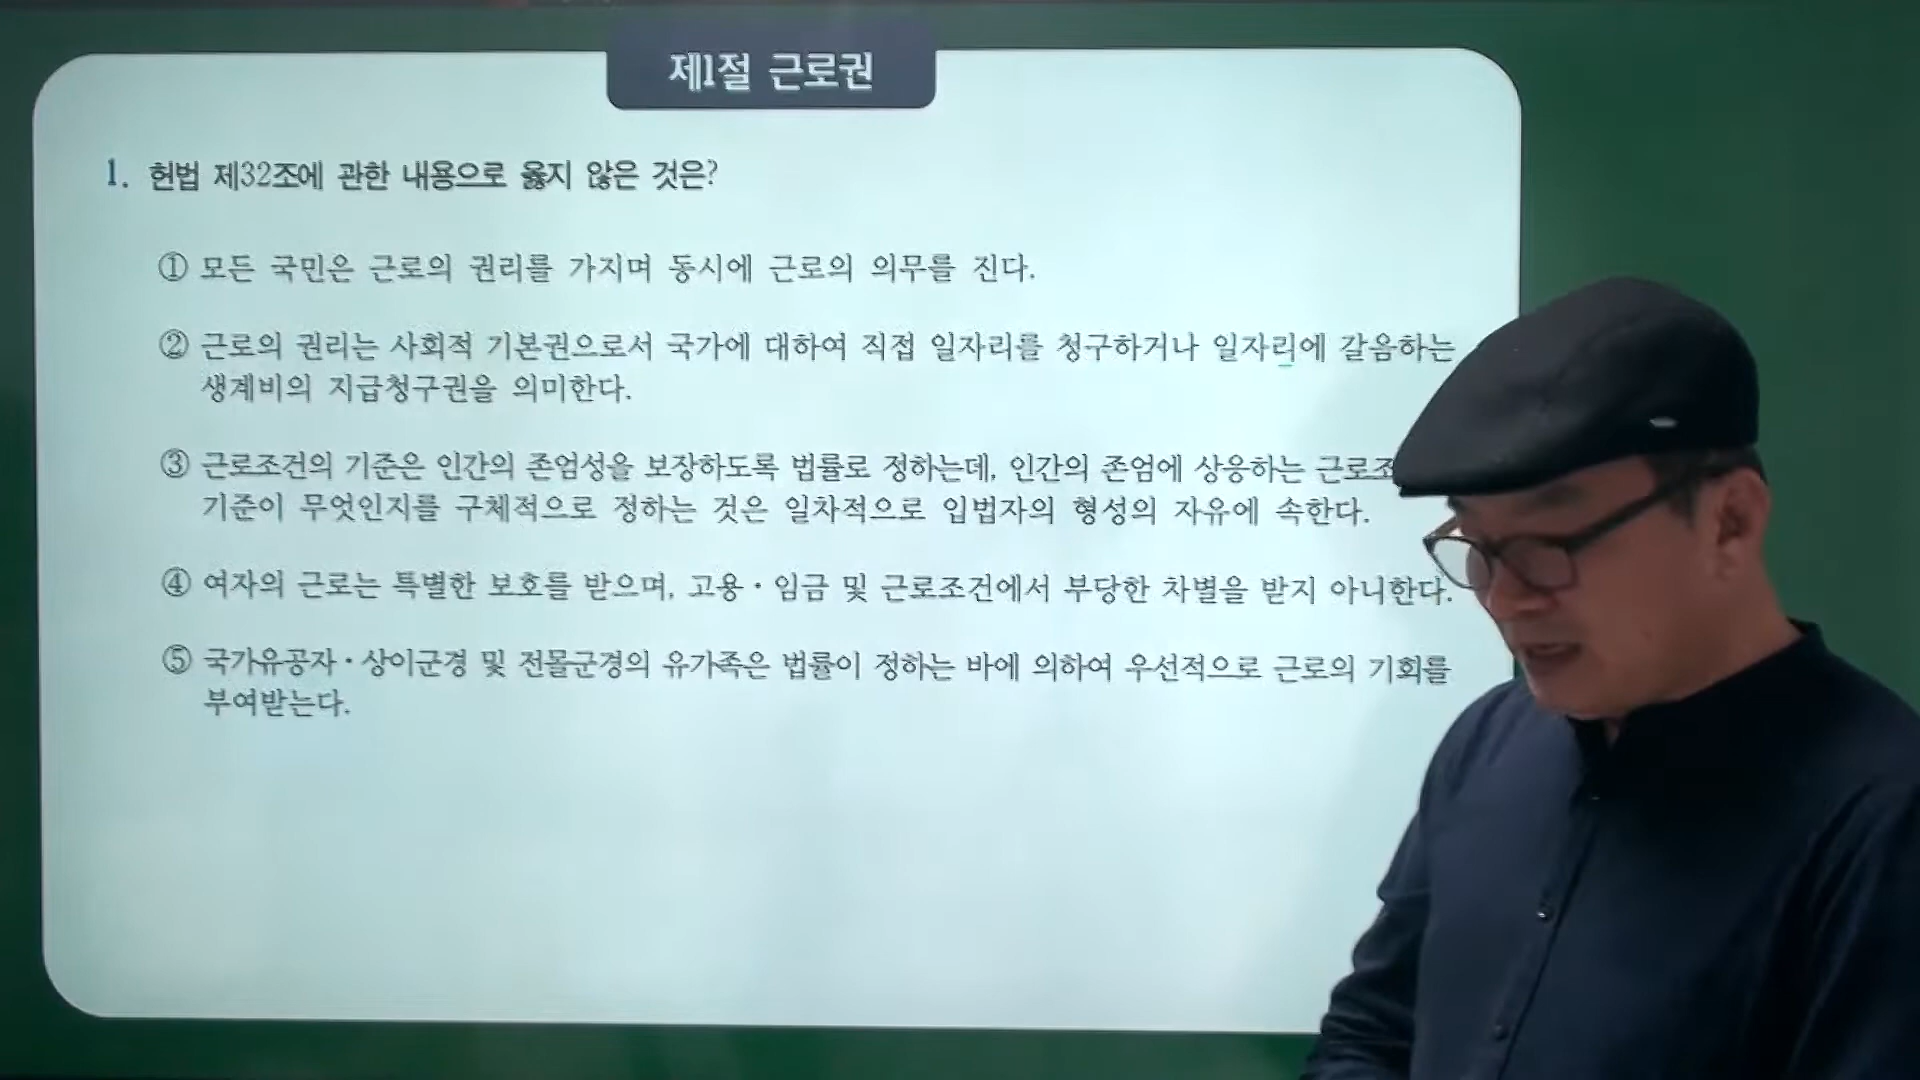 제1절 근로권
1. 헌법 제32조에 관한 내용으로 옳지 않은 것은?
① 모든 국민은 근로의 권리를 가지며 동시에 근로의 의무를 진다.
② 근로의 권리는 사회적 기본권으로서 국가에 대하여 직접 일자리를 청구하거나 일자리에 갈음하는
생계비의 지급청구권을 의미한다.
③ 근로조건의 기준은 인간의 존엄성을 보장하도록 법률로 정하는데, 인간의 존엄에 상응하는
기준이 무엇인지를 구체적으로 정하는 것은 일차적으로 입법자의 형성의 자유에 속한다.
④ 여자의 근로는 특별한 보호를 받으며, 고용·임금 및 근로조건에서 부당한 차별을 받지 아니한다.
⑤ 국가유공자·상이군경 및 전몰군경의 유가족은 법률이 정하는 바에 의하여 우선적으로 근로의 기회를
부여받는다.